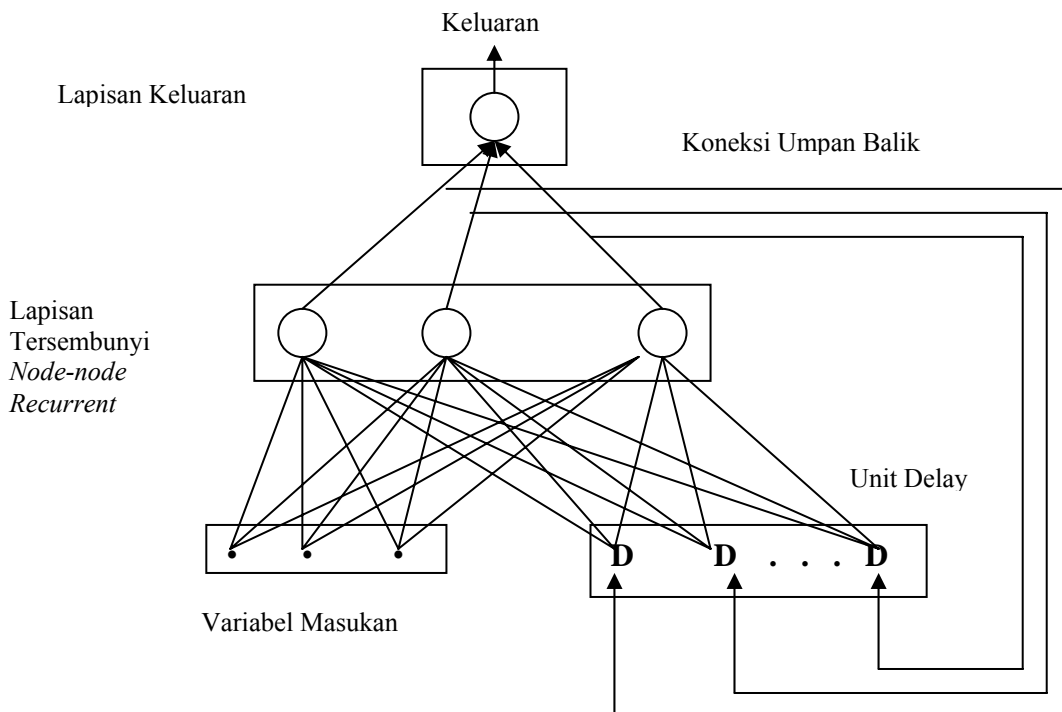 Keluaran
Lapisan Keluaran
Koneksi Umpan Balik
Lapisan
Tersembunyi
Node-node
Recurrent
Unit Delay
D D . . . D
Variabel Masukan